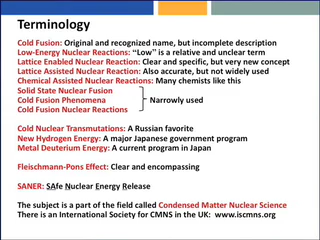 Terminology
Cold Fusion: Original and recognized name, but incomplete description
Low-Energy Nuclear Reactions: “Low” is a relative and unclear term
Lattice Enabled Nuclear Reaction: Clear and specific, but very new concept
Lattice Assisted Nuclear Reaction: Also accurate, but not widely used
Chemical Assisted Nuclear Reactions: Many chemists like this
Solid State Nuclear Fusion
Cold Fusion Phenomena Narrowly used
Cold Fusion Nuclear Reactions
Cold Nuclear Transmutations: A Russian favorite
New Hydrogen Energy: A major Japanese government program
Metal Deuterium Energy: A current program in Japan
Fleischmann-Pons Effect: Clear and encompassing
SANER: SAfe Nuclear Energy Release
The subject is a part of the field called Condensed Matter Nuclear Science
There is an International Society for CMNS in the UK: www.iscmns.org